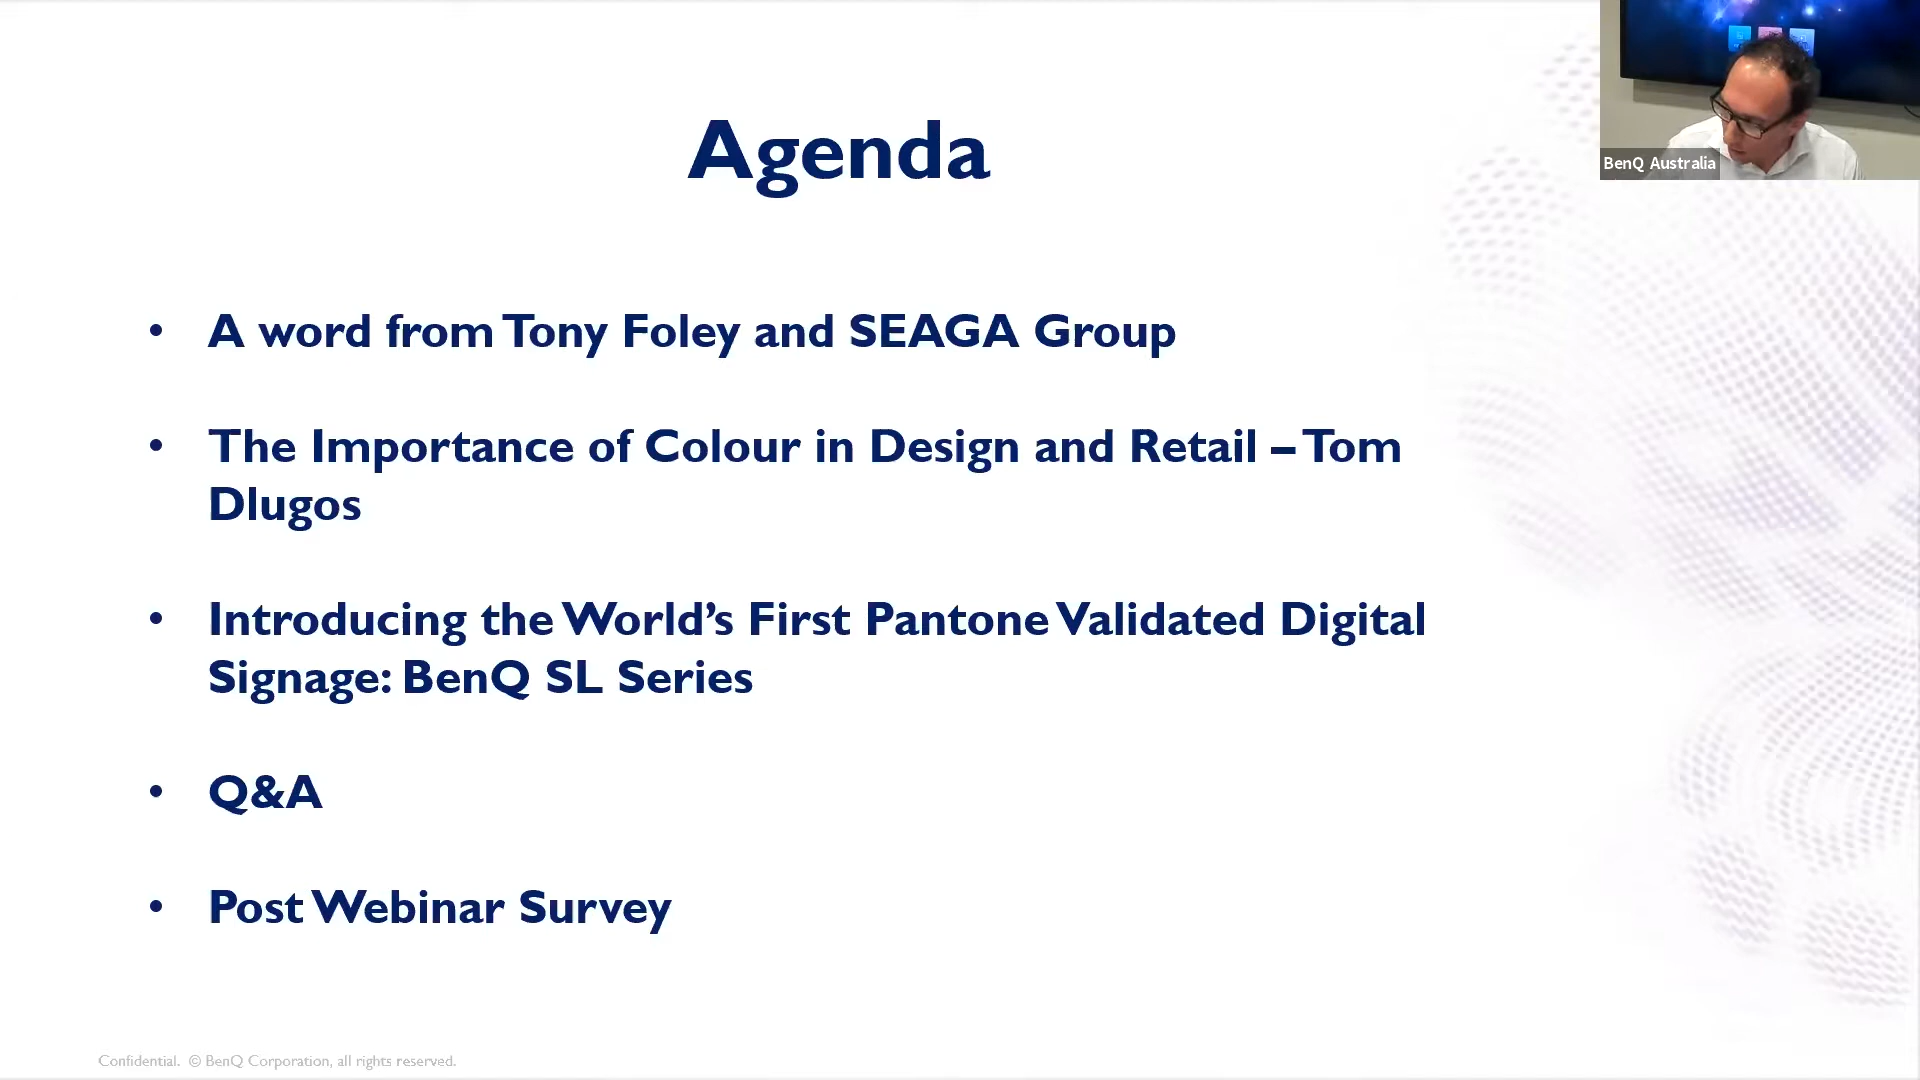 Agenda
BenQ Australia
• A word from Tony Foley and SEAGA Group
• The Importance of Colour in Design and Retail – Tom
Dlugos
• Introducing the World’s First Pantone Validated Digital
Signage: BenQ SL Series
• Q&A
• Post Webinar Survey
Confidential. © BenQ Corporation, all rights reserved.